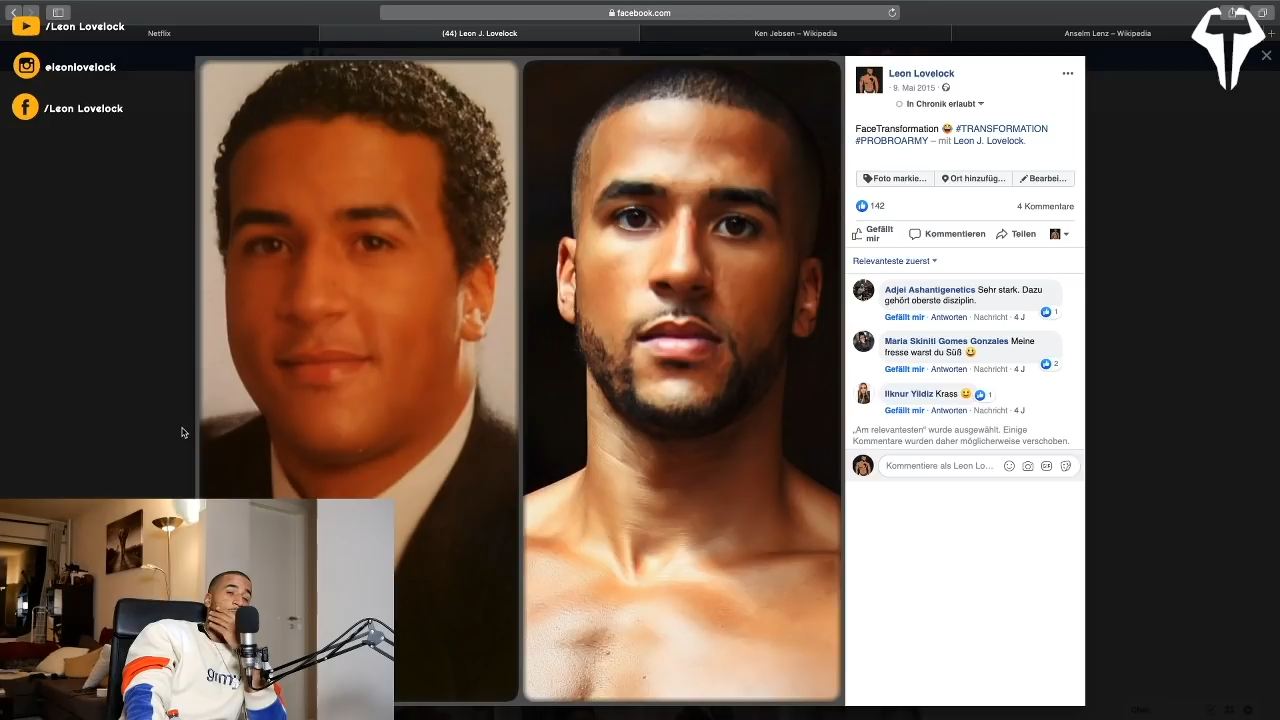 facebook.com
/Leon Lovelock
Netflix
(44) Leon J. Lovelock
Ken Jebsen – Wikipedia
Anselm Lenz – Wikipedia
@leonlovelock
/Leon Lovelock
Leon Lovelock
· 9. Mai 2015 ·
In Chronik erlaubt
FaceTransformation 😂 #TRANSFORMATION
#PROBROARMY – mit Leon J. Lovelock.
Foto markie...
Ort hinzufüg...
Bearbei...
142
4 Kommentare
Gefällt
mir
Kommentieren
Teilen
Relevanteste zuerst
Adjei Ashantigenetics Sehr stark. Dazu
gehört oberste disziplin.
1
Gefällt mir · Antworten · Nachricht · 4 J
Maria Skiniti Gomes Gonzales Meine
fresse warst du Süß 😃
2
Gefällt mir · Antworten · Nachricht · 4 J
Ilknur Yildiz Krass 😃 1
Gefällt mir · Antworten · Nachricht · 4 J
„Am relevantesten“ wurde ausgewählt. Einige
Kommentare wurden daher möglicherweise verschoben.
Kommentiere als Leon Lo...
GIF